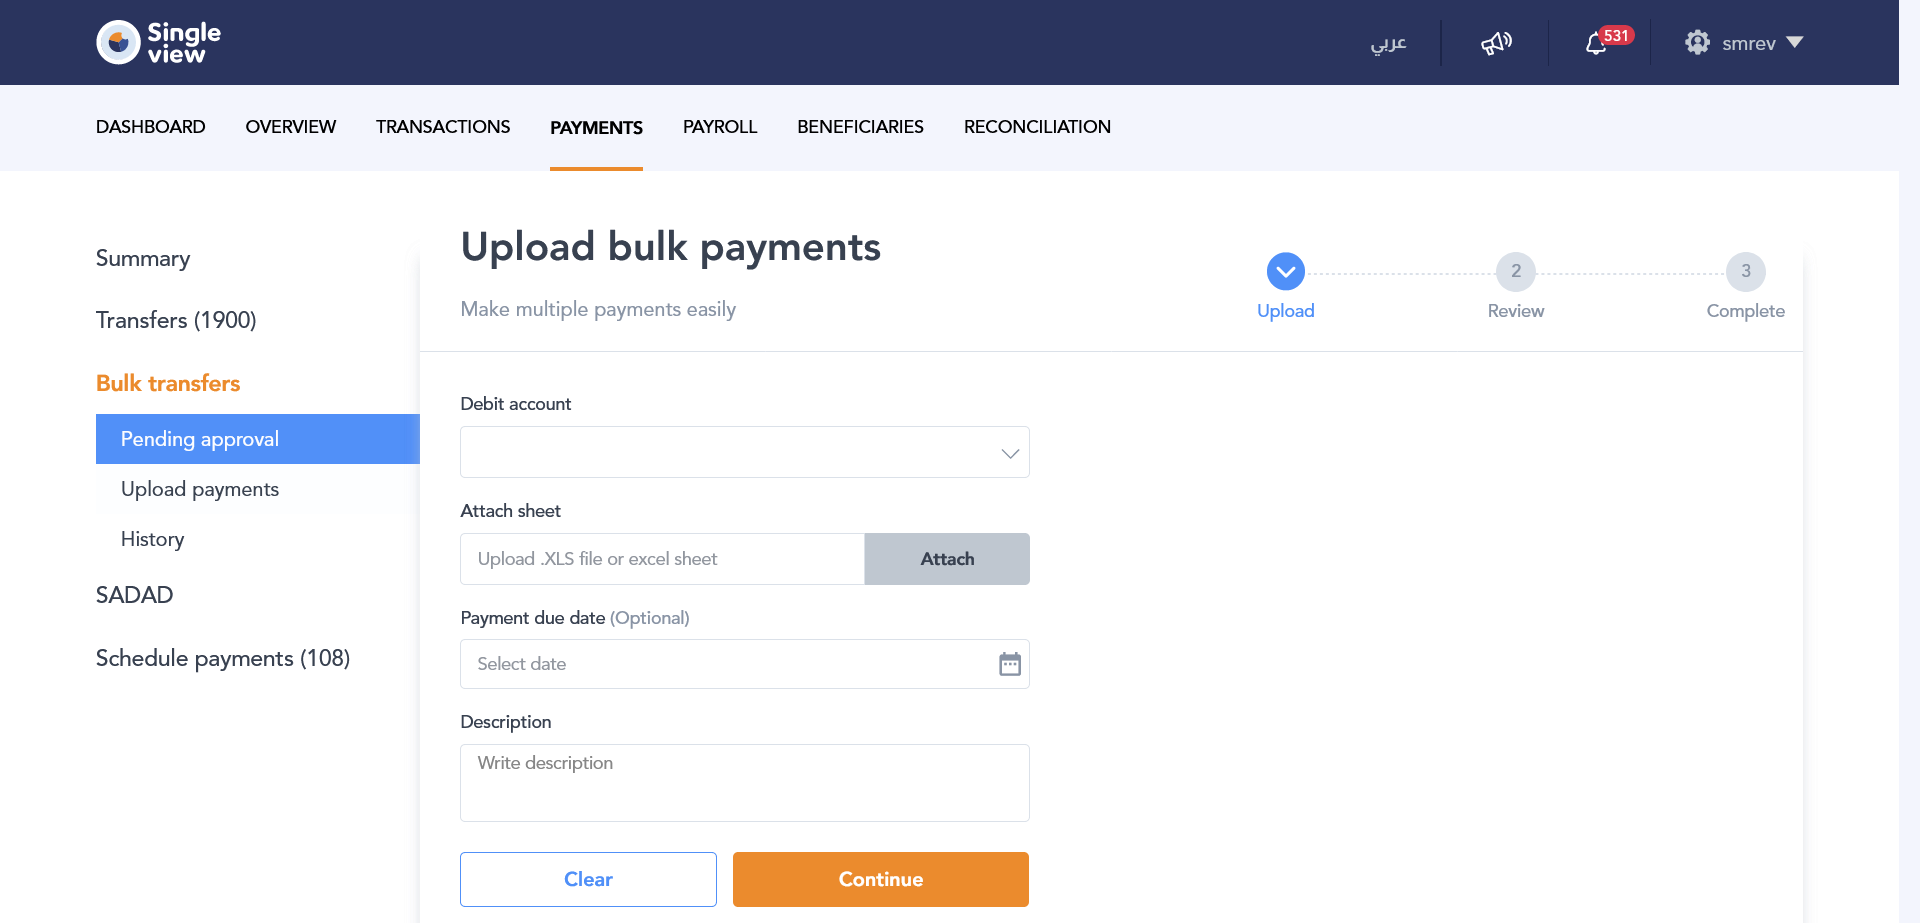 Single
view
عربي
531
smrev
DASHBOARD
OVERVIEW
TRANSACTIONS
PAYMENTS
PAYROLL
BENEFICIARIES
RECONCILIATION
Summary
Transfers (1900)
Bulk transfers
Pending approval
Upload payments
History
SADAD
Schedule payments (108)
Upload bulk payments
Make multiple payments easily
Upload
2
Review
3
Complete
Debit account
Attach sheet
Upload .XLS file or excel sheet
Attach
Payment due date (Optional)
Select date
Description
Write description
Clear
Continue